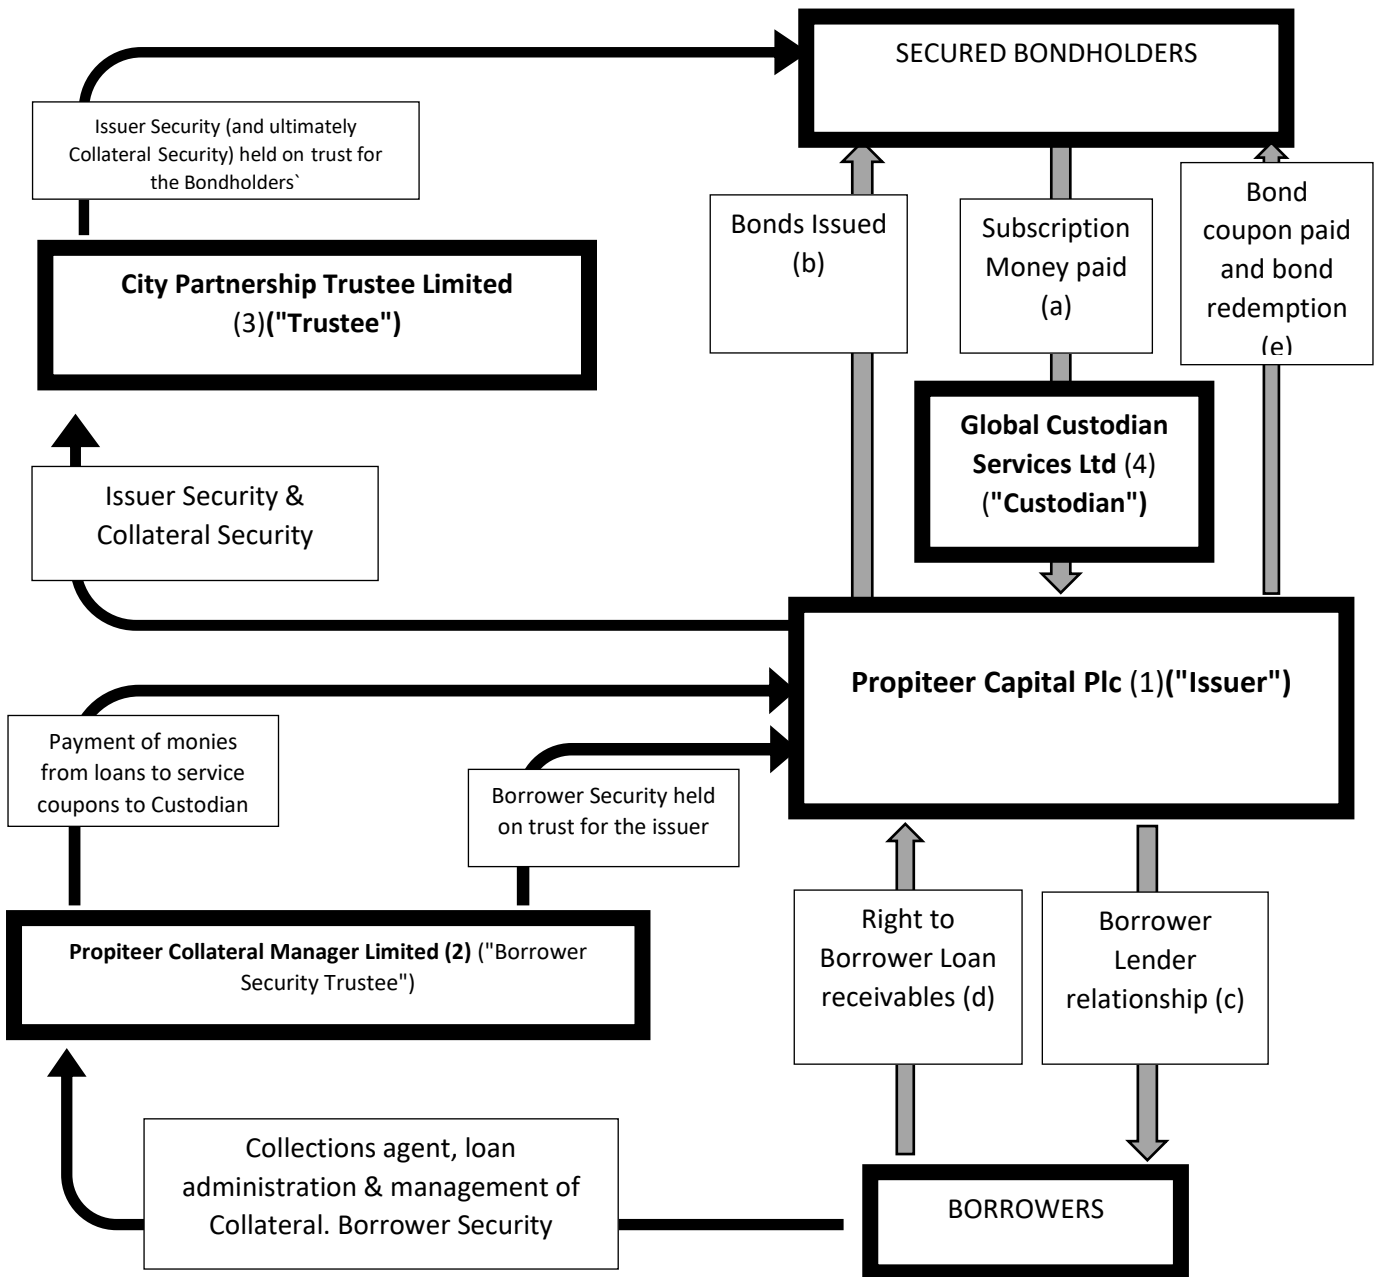 SECURED BONDHOLDERS
Issuer Security (and ultimately
Collateral Security) held on trust for
the Bondholders`
City Partnership Trustee Limited
(3)("Trustee")
Bonds Issued
(b)
Subscription
Money paid
(a)
Bond
coupon paid
and bond
redemption
(e)
Global Custodian
Services Ltd (4)
("Custodian")
Issuer Security &
Collateral Security
Propiteer Capital Plc (1)("Issuer")
Payment of monies
from loans to service
coupons to Custodian
Borrower Security held
on trust for the issuer
Propiteer Collateral Manager Limited (2) ("Borrower
Security Trustee")
Right to
Borrower Loan
receivables (d)
Borrower
Lender
relationship (c)
Collections agent, loan
administration & management of
Collateral. Borrower Security
BORROWERS